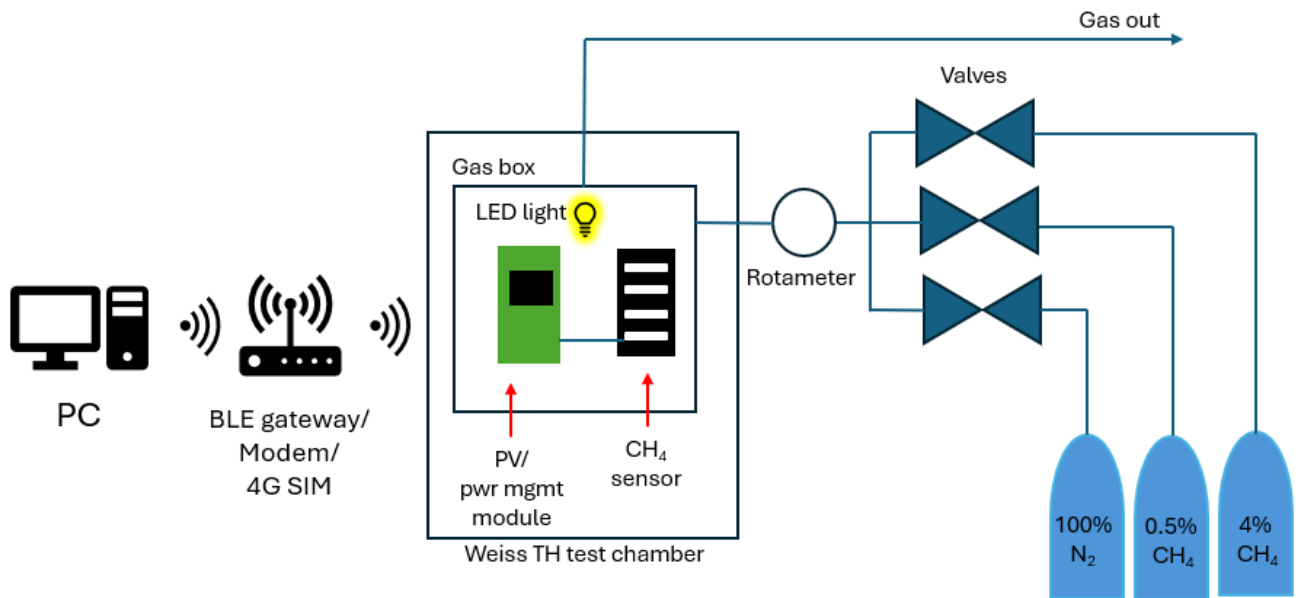 Gas out
Valves
Gas box
LED light
Rotameter
PC
BLE gateway/
Modem/
4G SIM
PV/
pwr mgmt
module
CH₄
sensor
Weiss TH test chamber
100%
N₂
0.5%
CH₄
4%
CH₄